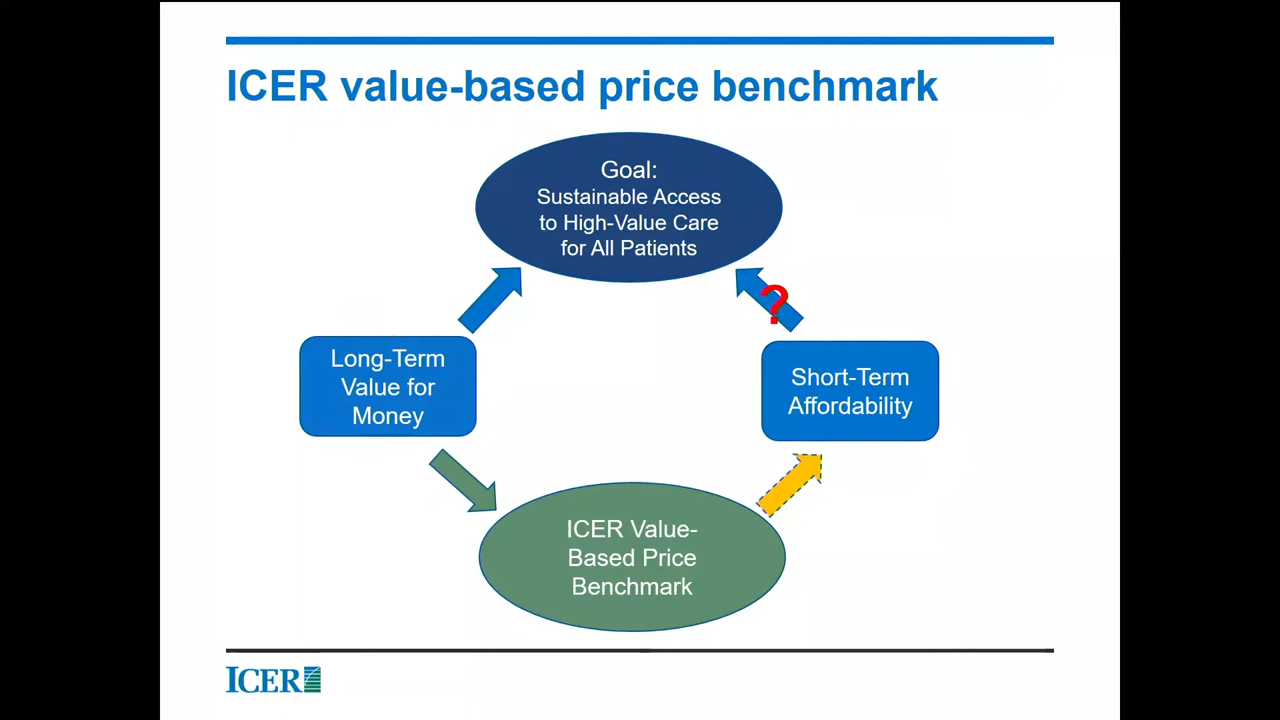 ICER value-based price benchmark
Goal:
Sustainable Access
to High-Value Care
for All Patients
?
Long-Term
Value for
Money
Short-Term
Affordability
ICER Value-
Based Price
Benchmark
ICER